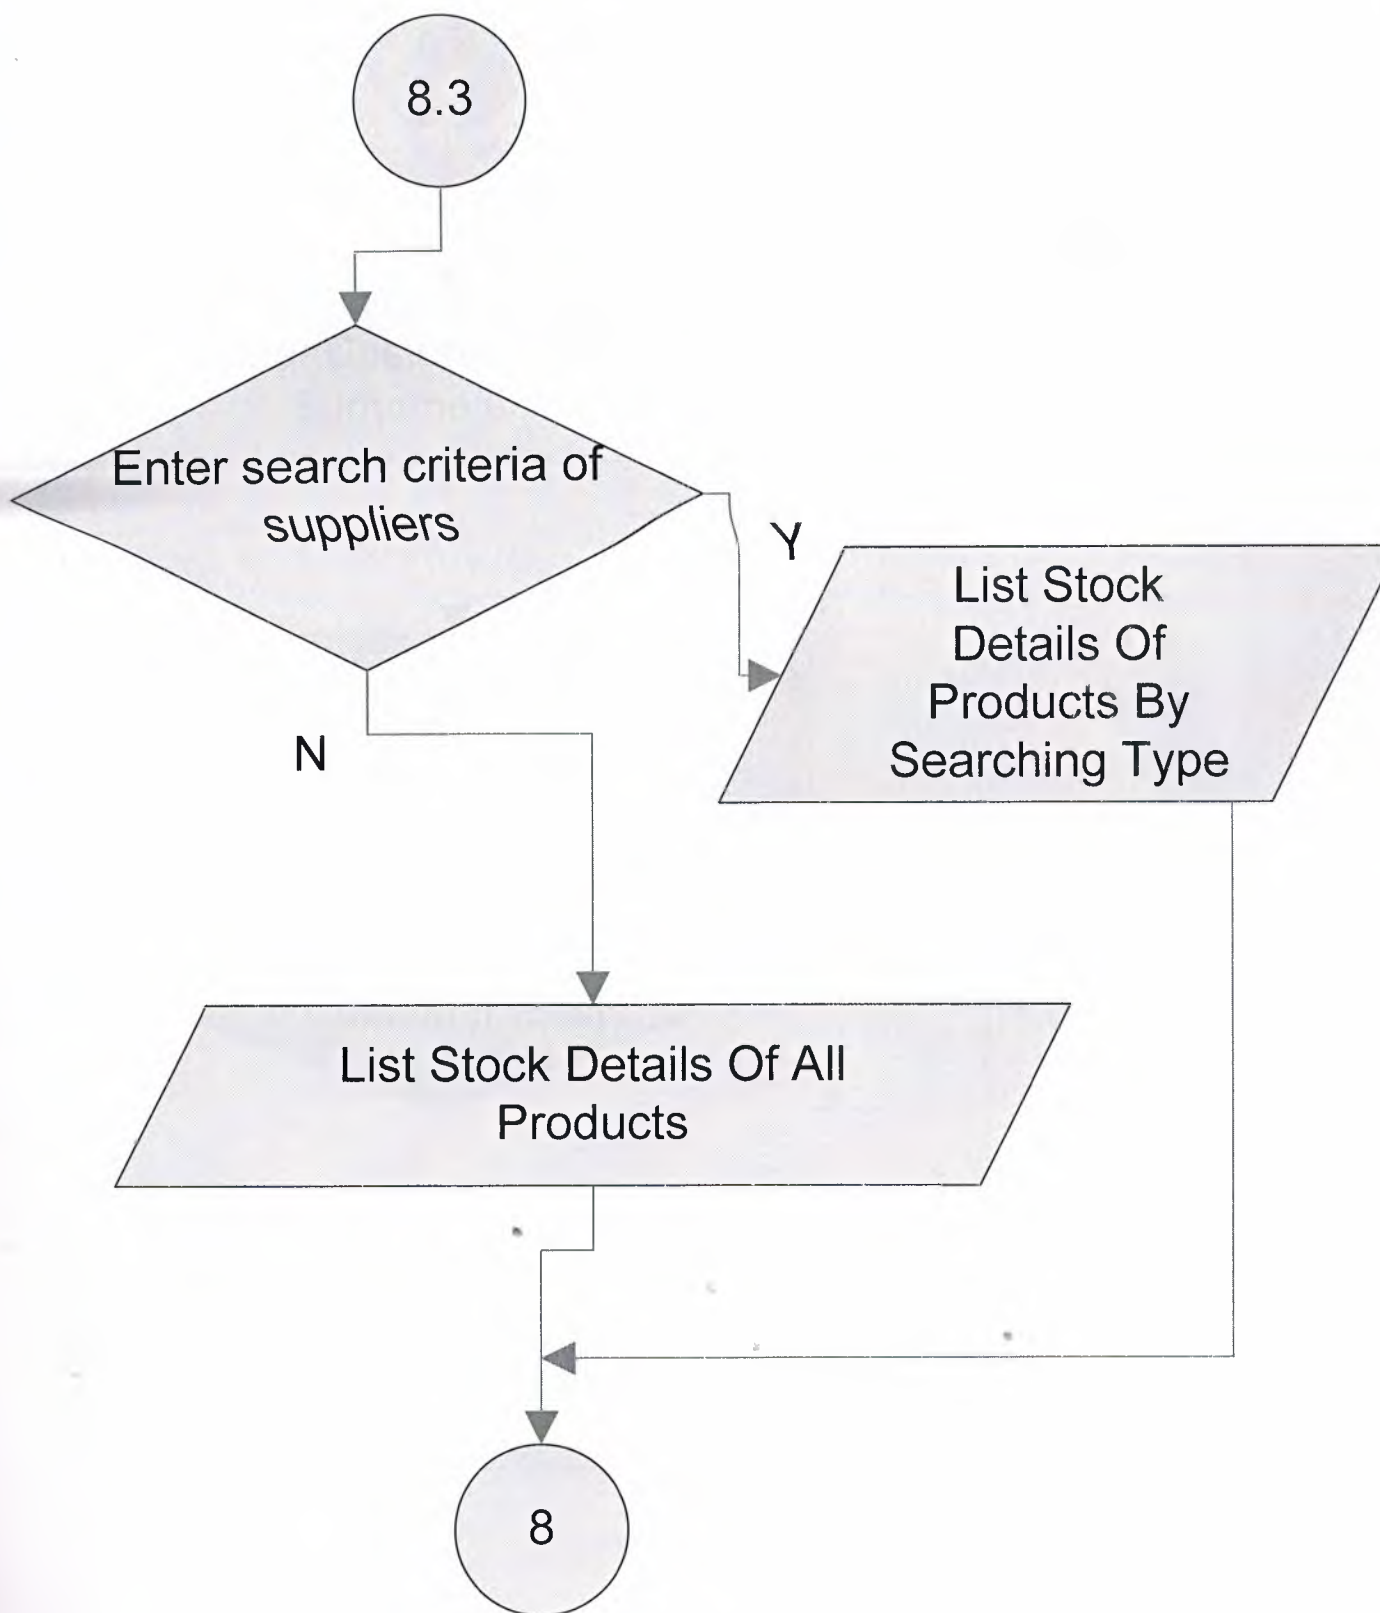 8.3
Enter search criteria of
suppliers
Y
List Stock
Details Of
Products By
Searching Type
N
List Stock Details Of All
Products
8